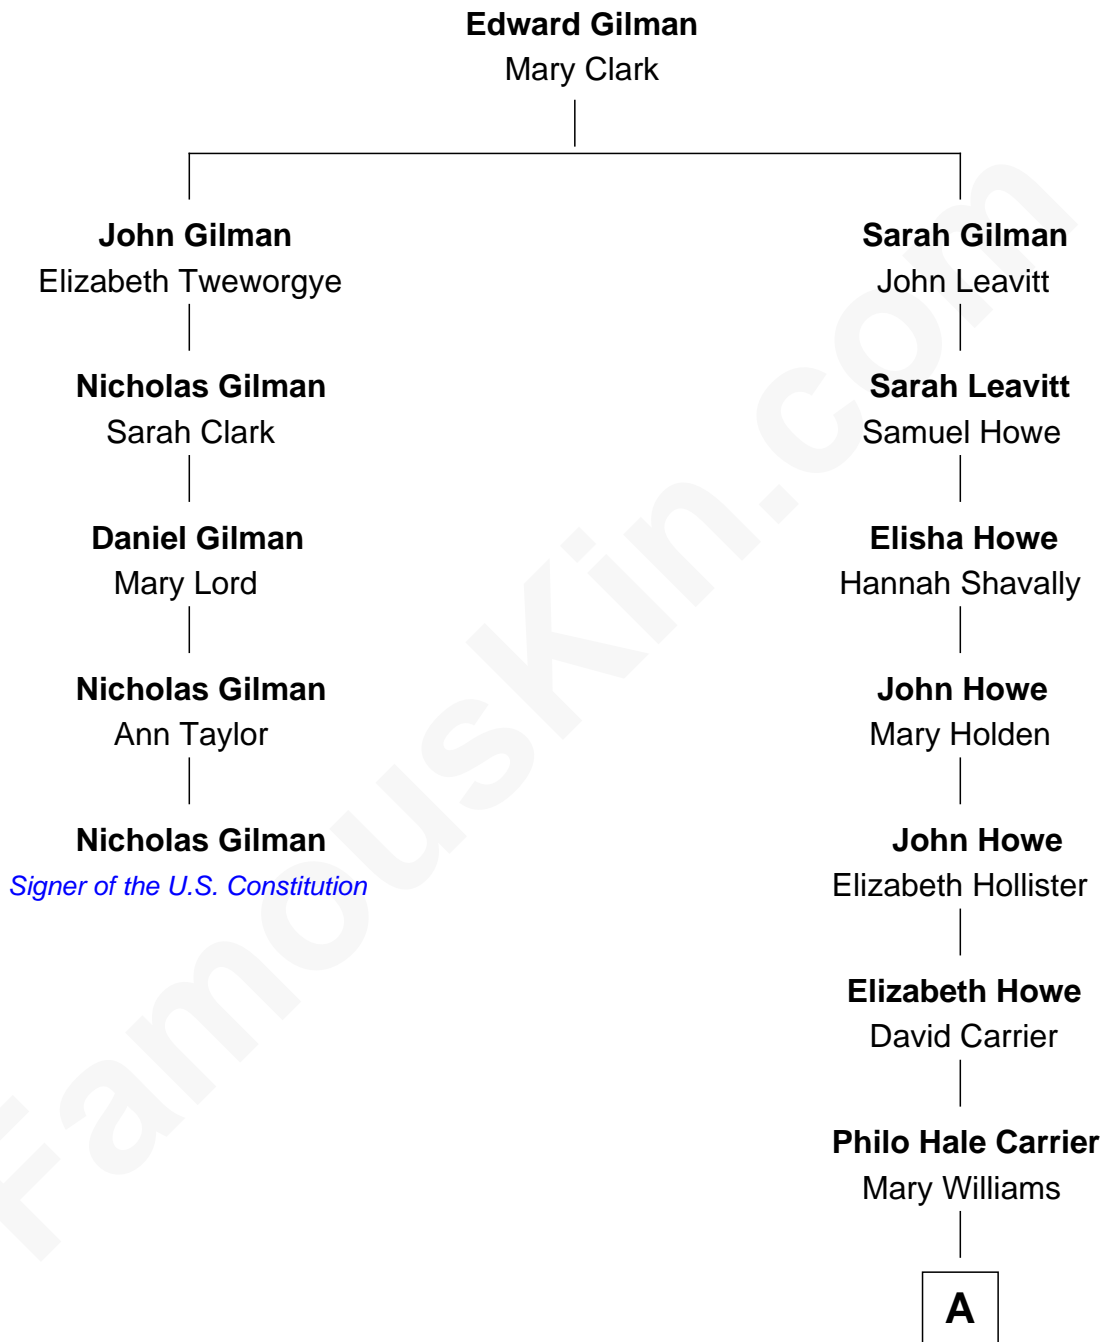 Edward Gilman
Mary Clark
John Gilman
Elizabeth Tweworgye
Nicholas Gilman
Sarah Clark
Daniel Gilman
Mary Lord
Nicholas Gilman
Ann Taylor
Nicholas Gilman
Signer of the U.S. Constitution
Sarah Gilman
John Leavitt
Sarah Leavitt
Samuel Howe
Elisha Howe
Hannah Shavally
John Howe
Mary Holden
John Howe
Elizabeth Hollister
Elizabeth Howe
David Carrier
Philo Hale Carrier
Mary Williams
A
FamousKin.com